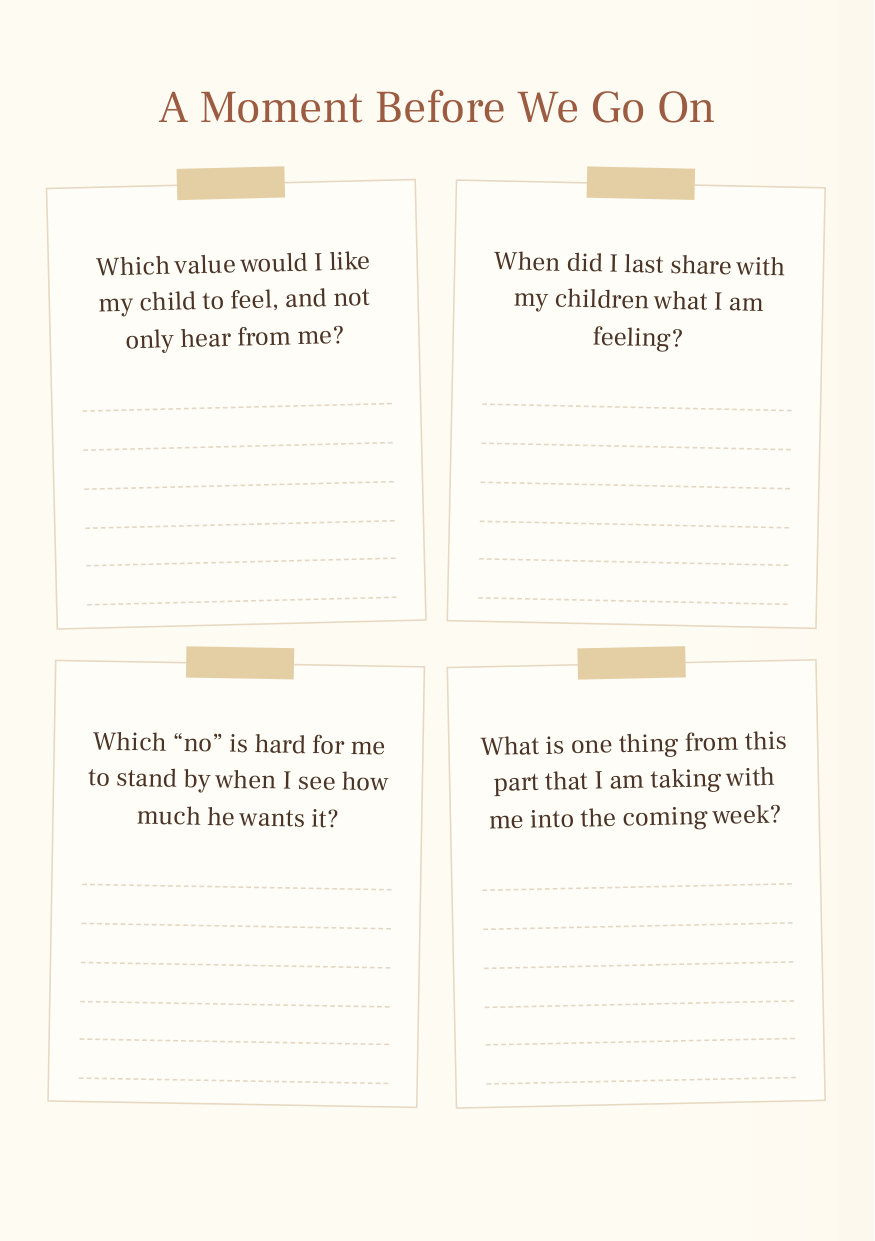 A Moment Before We Go On
Which value would I like
my child to feel, and not
only hear from me?
When did I last share with
my children what I am
feeling?
Which “no” is hard for me
to stand by when I see how
much he wants it?
What is one thing from this
part that I am taking with
me into the coming week?